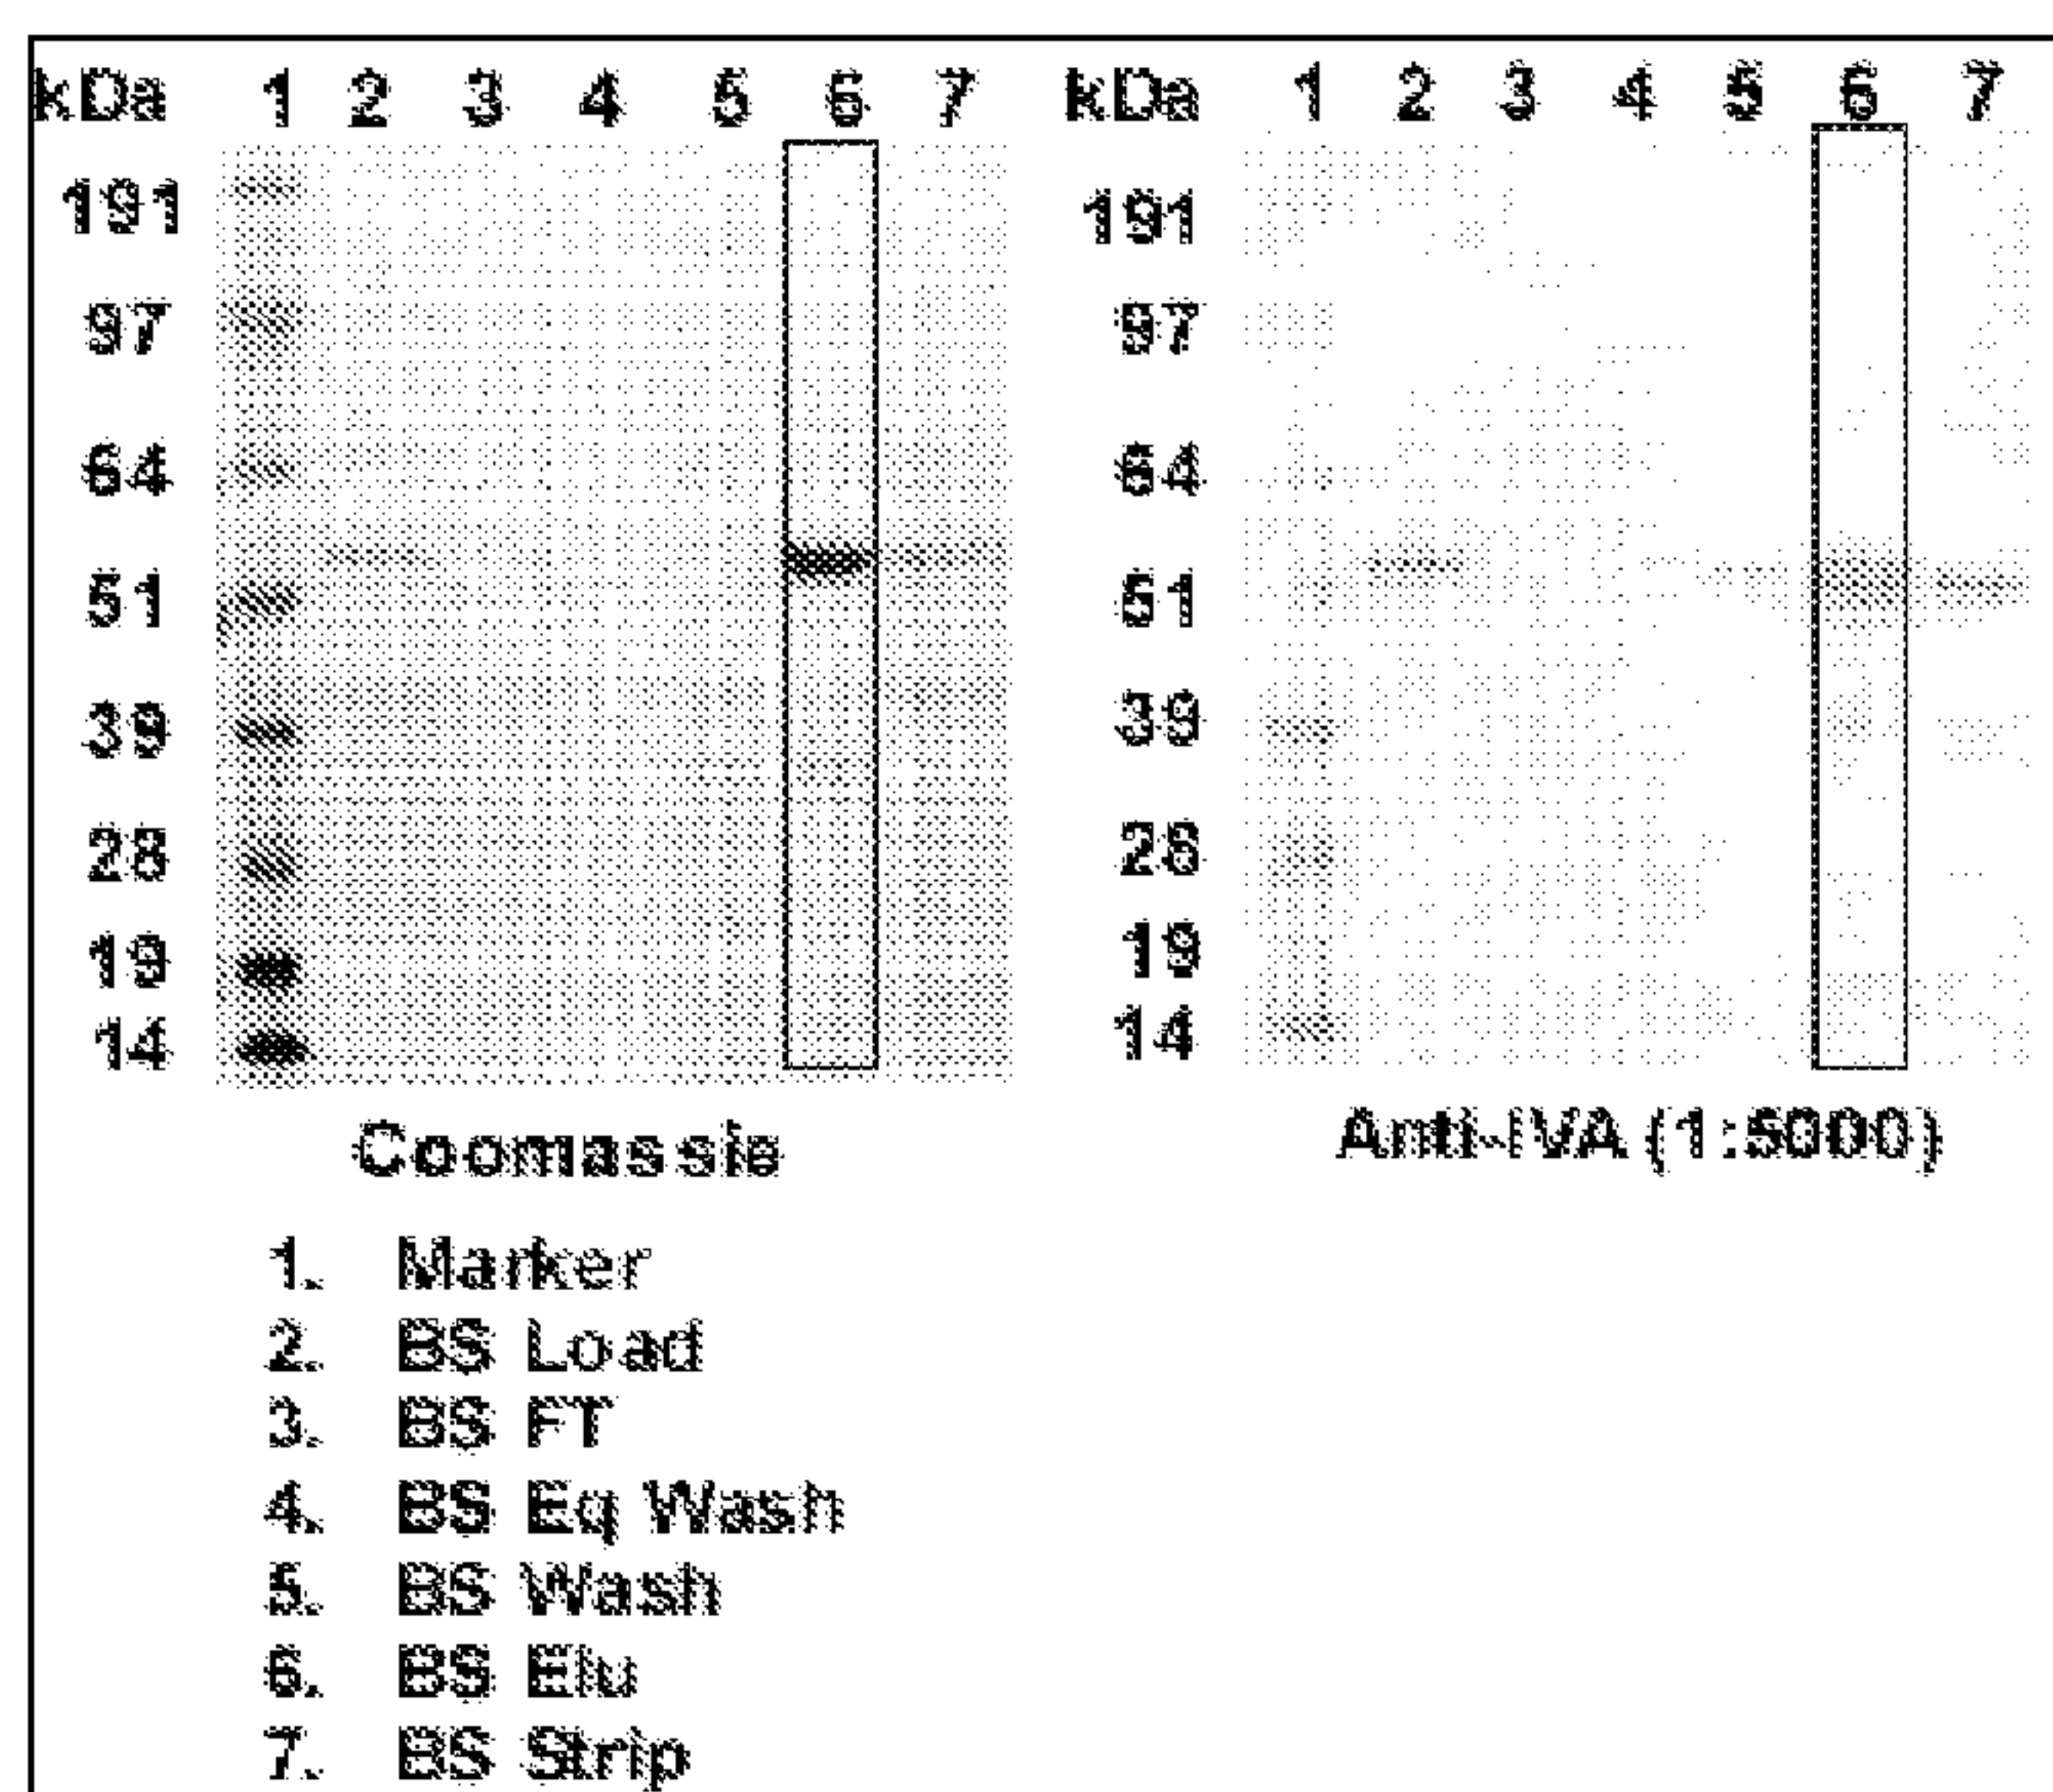 kDa 1 2 3 4 5 6 7 kDa 1 2 3 4 5 6 7
191 191
97 97
64 64
51 51
39 39
28 28
19 19
14 14
Coomassie Anti-IVA (1:5000)
1. Marker
2. BS Load
3. BS FT
4. BS Eq Wash
5. BS Wash
6. BS Elu
7. BS Strip